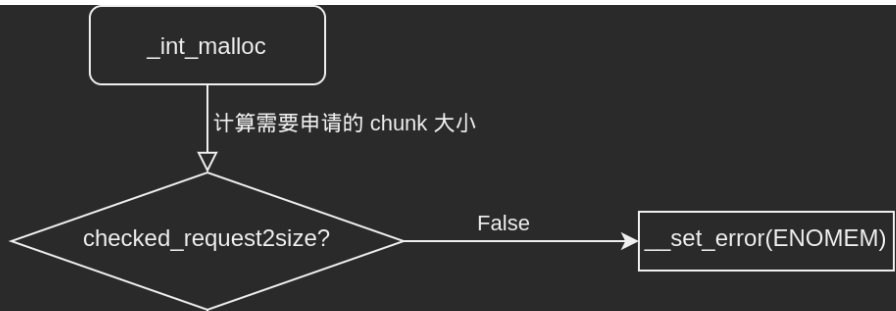 _int_malloc
计算需要申请的 chunk 大小
checked_request2size?
False
__set_error(ENOMEM)